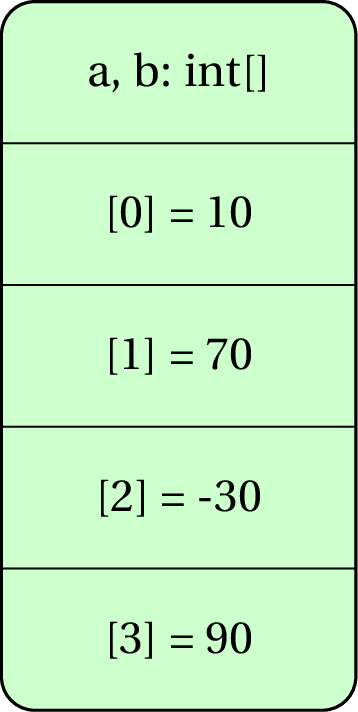 a, b: int[]
[0] = 10
[1] = 70
[2] = -30
[3] = 90